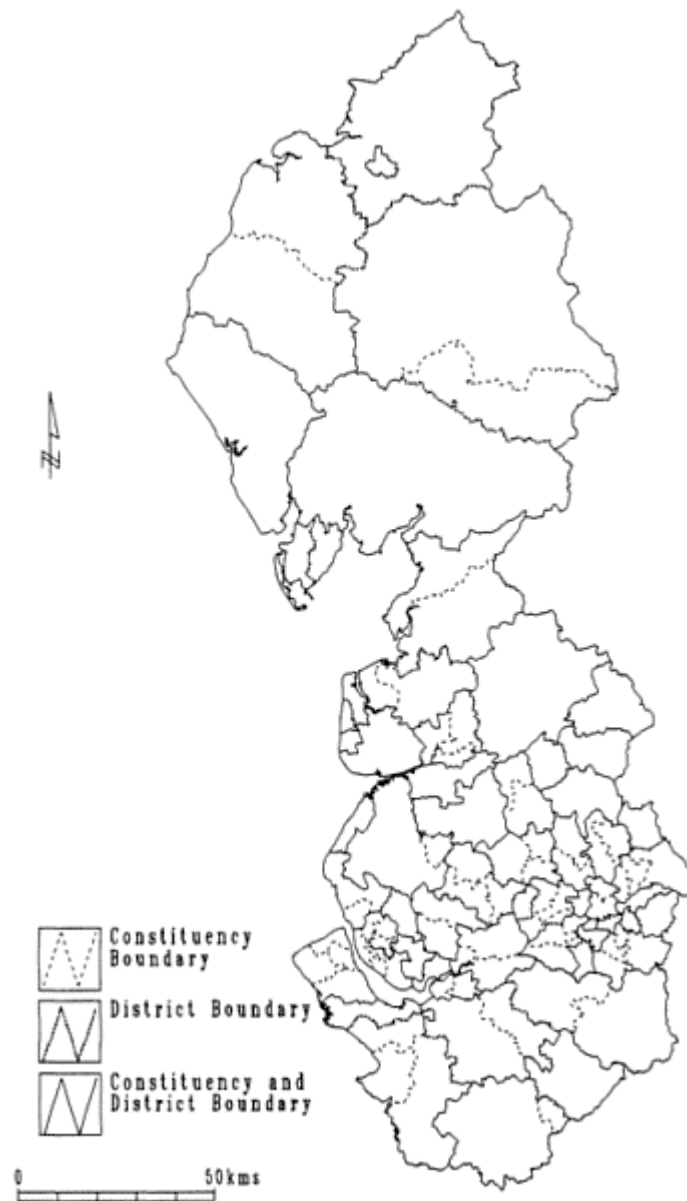 N
Constituency
Boundary
District Boundary
Constituency and
District Boundary
0 50kms